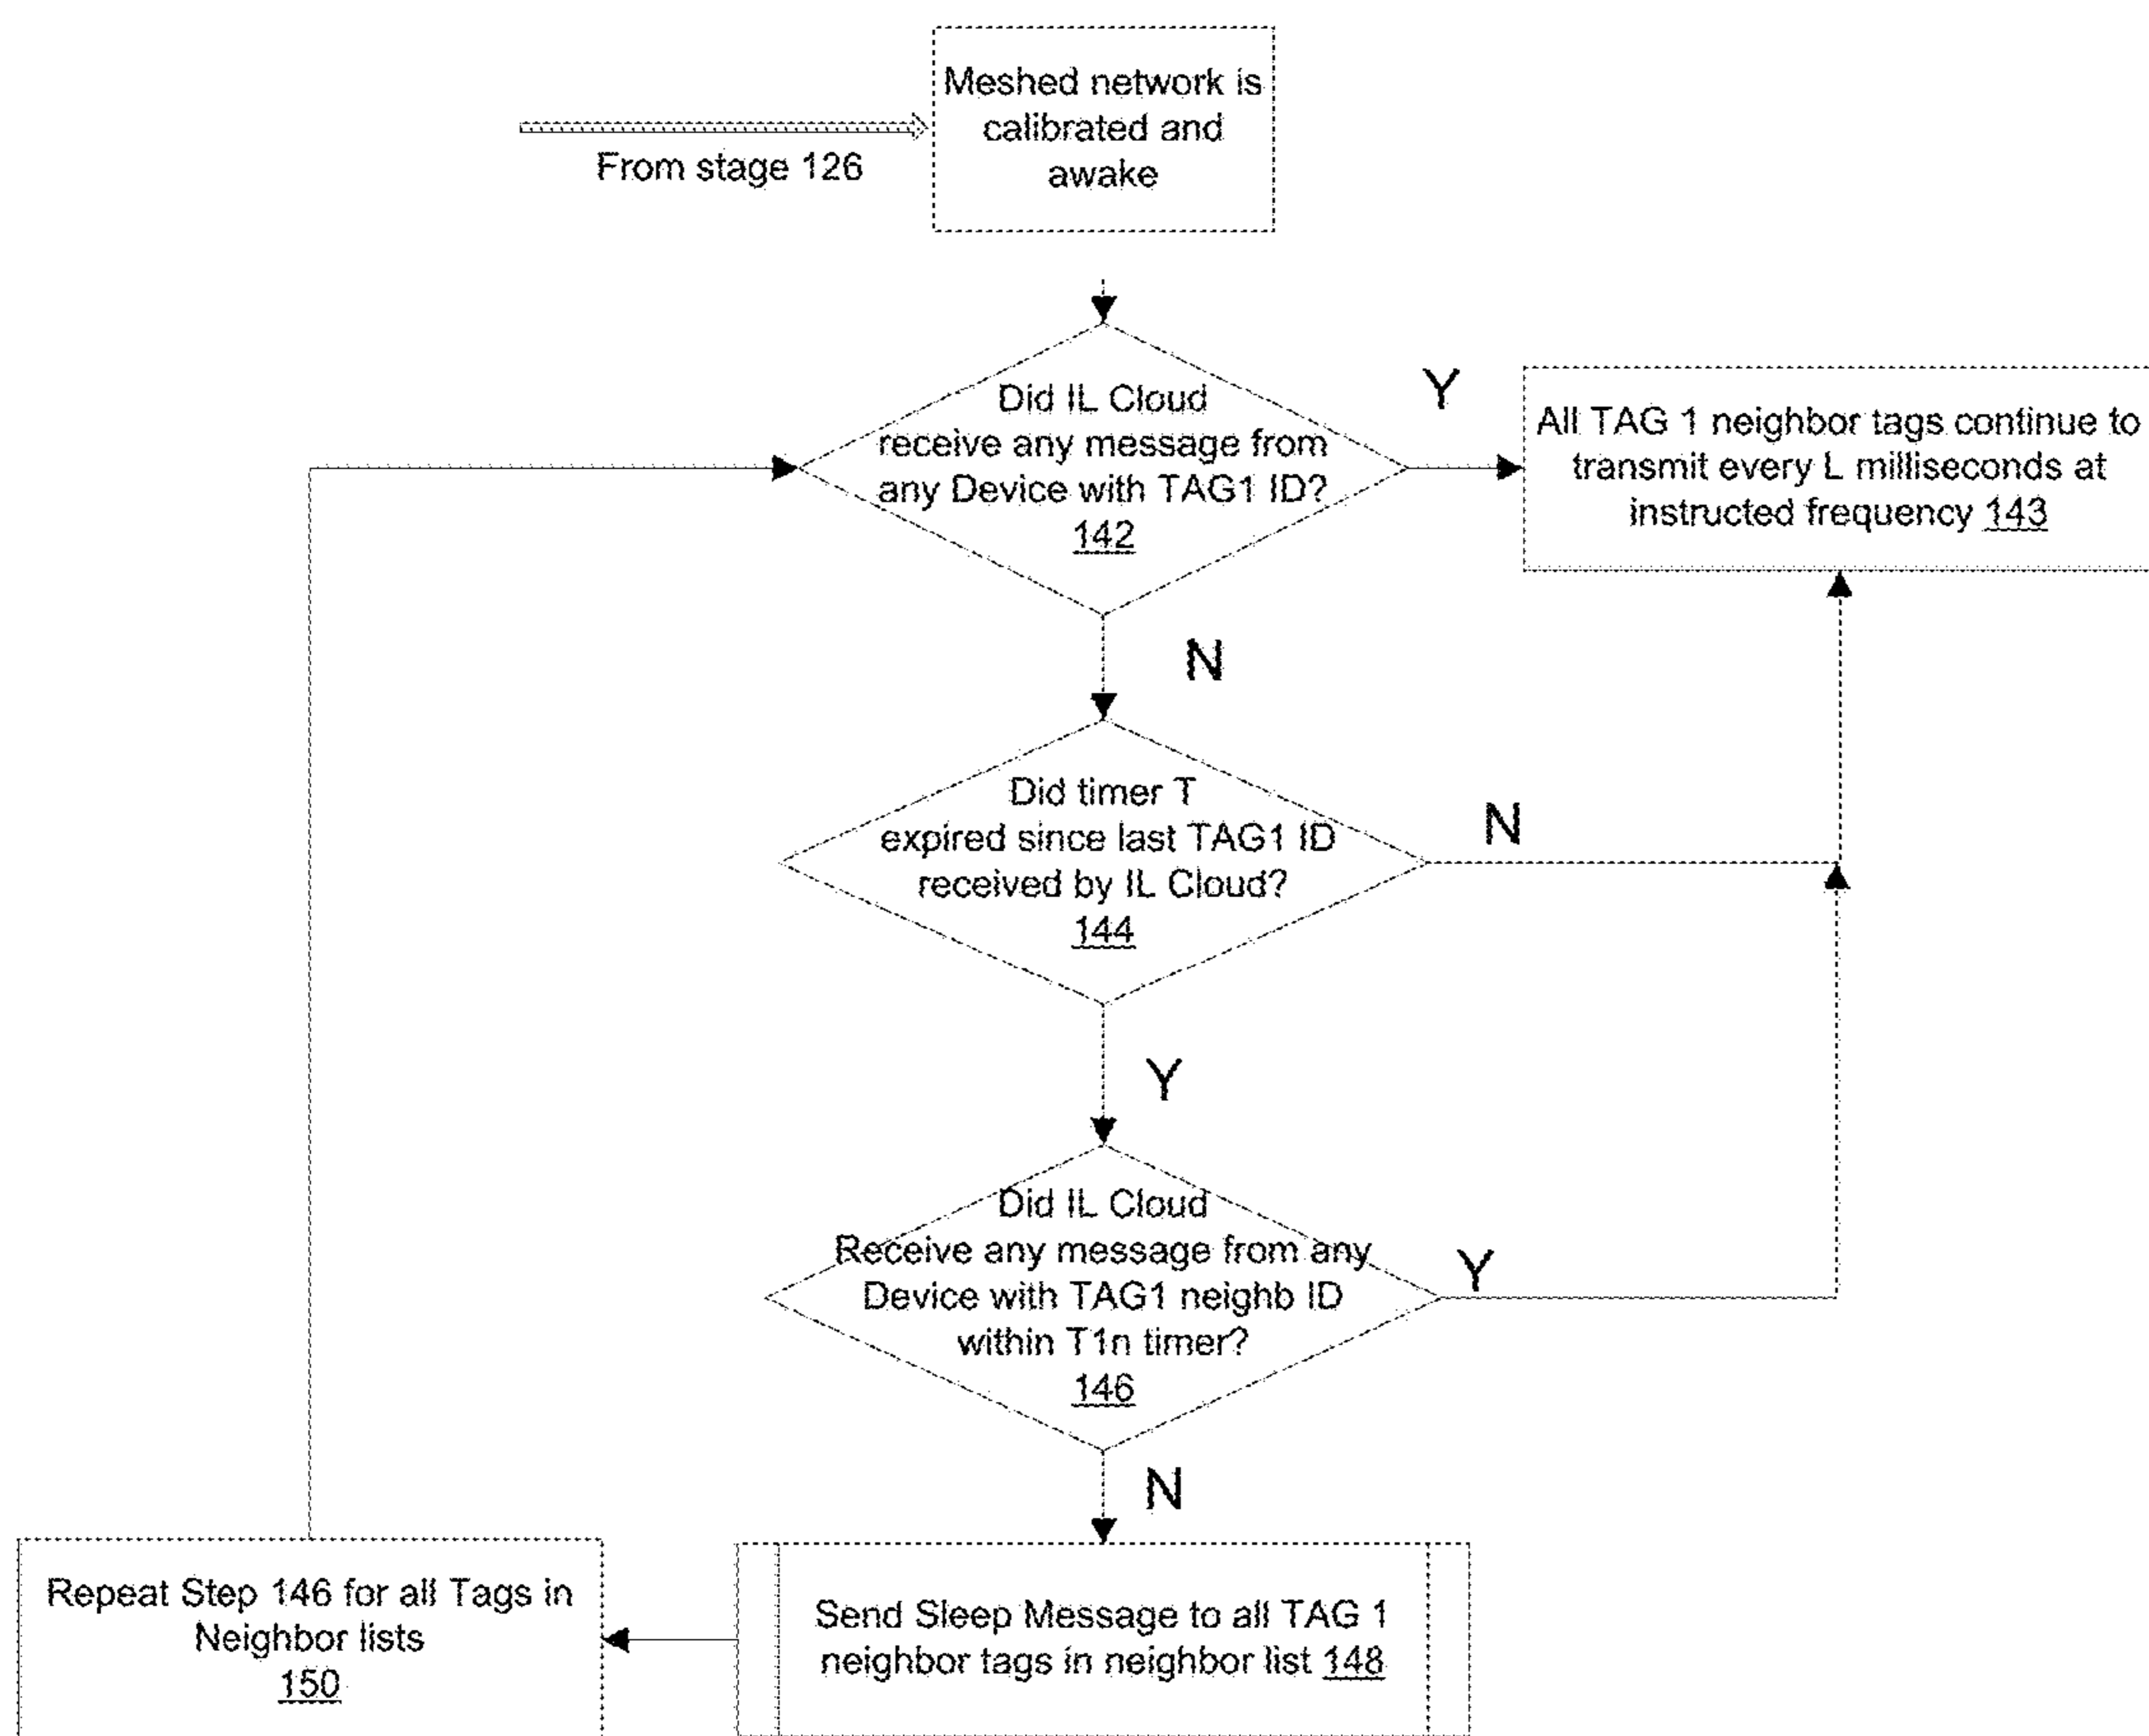 Meshed network is
calibrated and
awake
From stage 126
Did IL Cloud
receive any message from
any Device with TAG1 ID?
142
Y
All TAG 1 neighbor tags continue to
transmit every L milliseconds at
instructed frequency 143
N
Did timer T
expired since last TAG1 ID
received by IL Cloud?
144
N
Y
Did IL Cloud
Receive any message from any
Device with TAG1 neighb ID
within T1n timer?
146
Y
N
Send Sleep Message to all TAG 1
neighbor tags in neighbor list 148
Repeat Step 146 for all Tags in
Neighbor lists
150